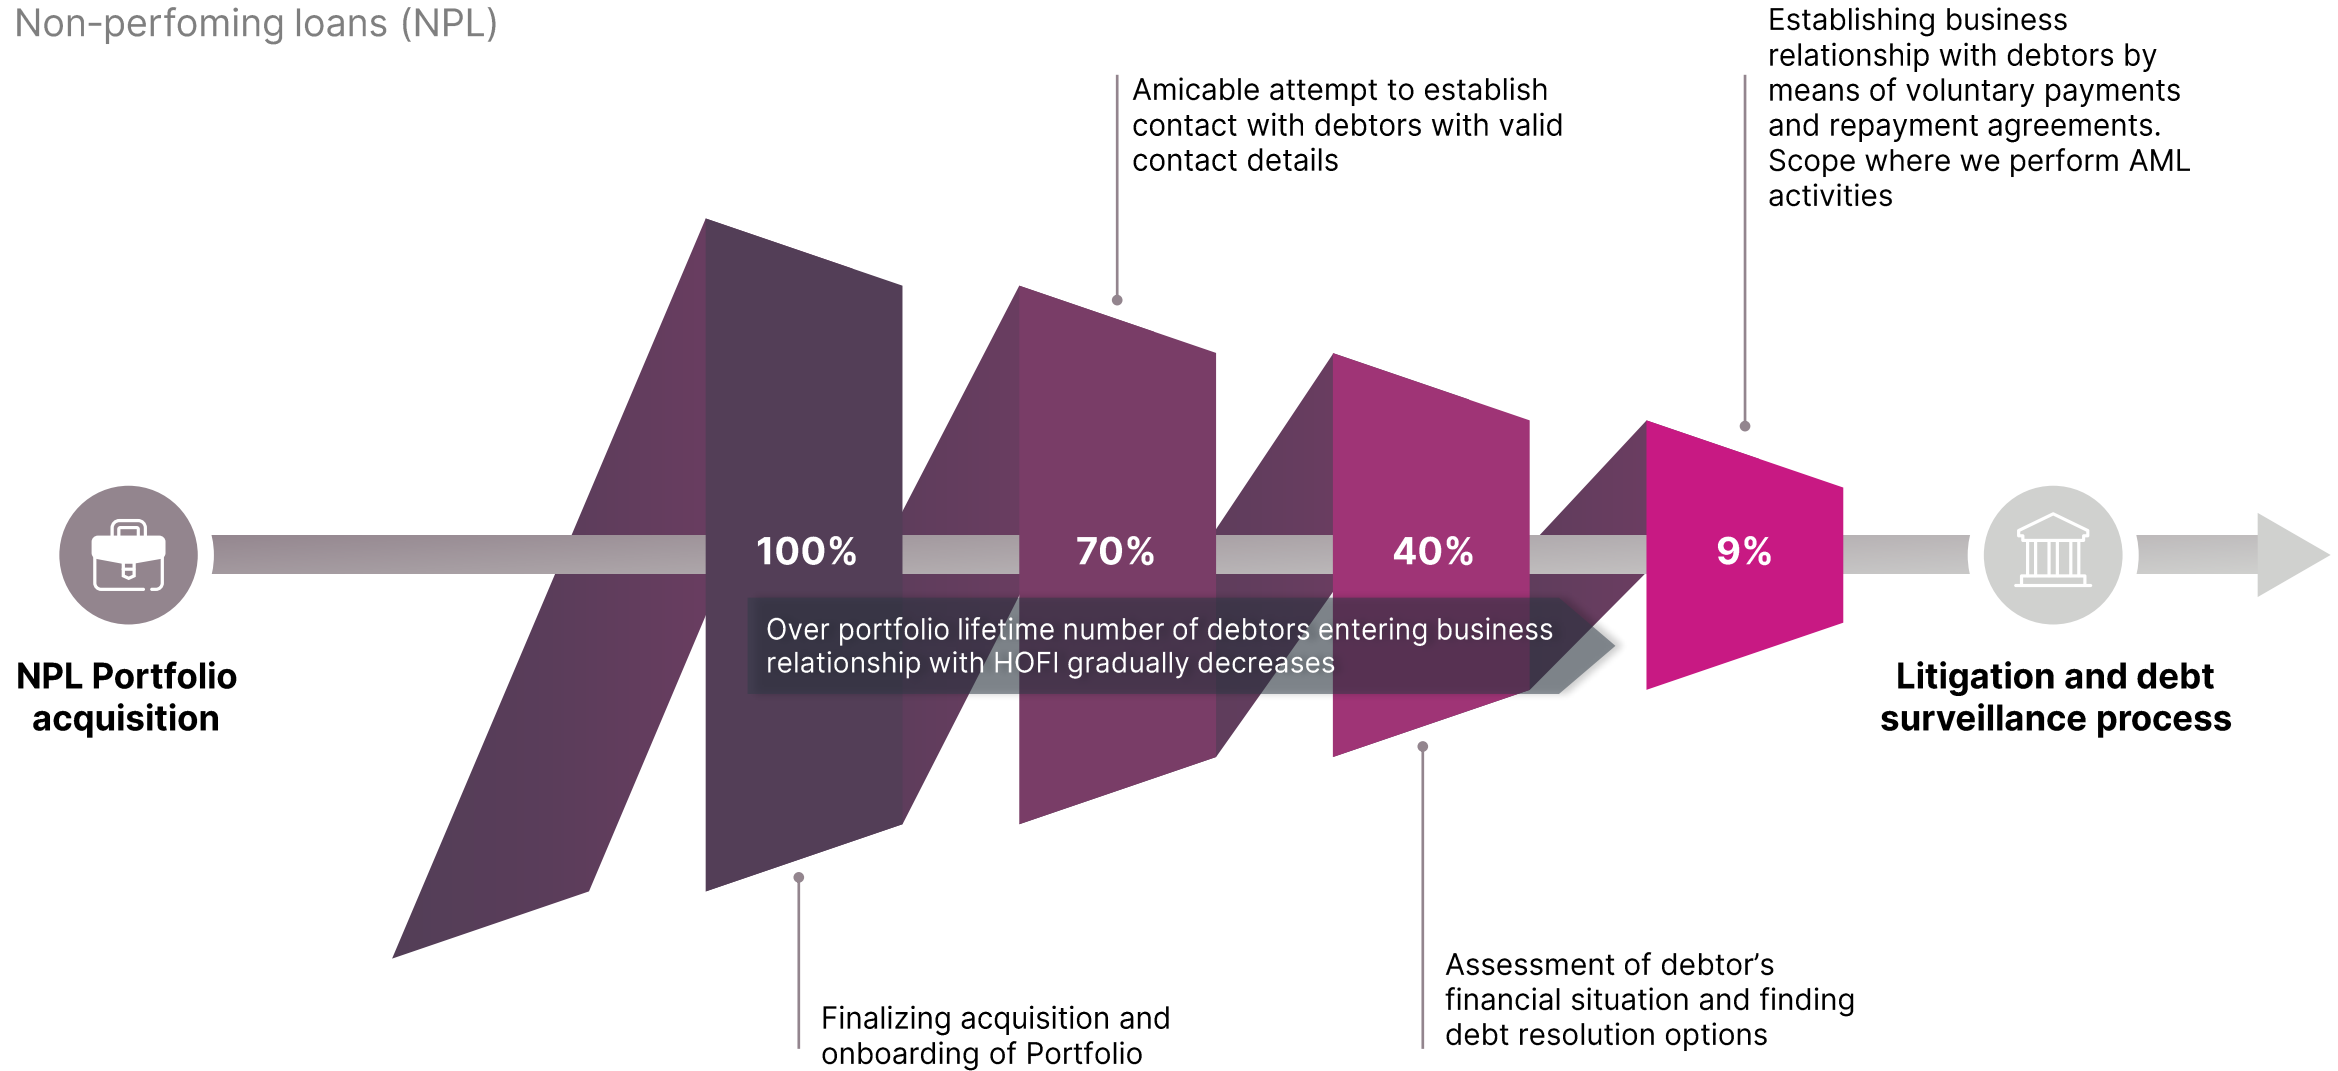 Non-perfoming loans (NPL)
Establishing business
relationship with debtors by
means of voluntary payments
and repayment agreements.
Scope where we perform AML
activities
Amicable attempt to establish
contact with debtors with valid
contact details
100%
70%
40%
9%
Over portfolio lifetime number of debtors entering business
relationship with HOFI gradually decreases
NPL Portfolio
acquisition
Litigation and debt
surveillance process
Finalizing acquisition and
onboarding of Portfolio
Assessment of debtor’s
financial situation and finding
debt resolution options